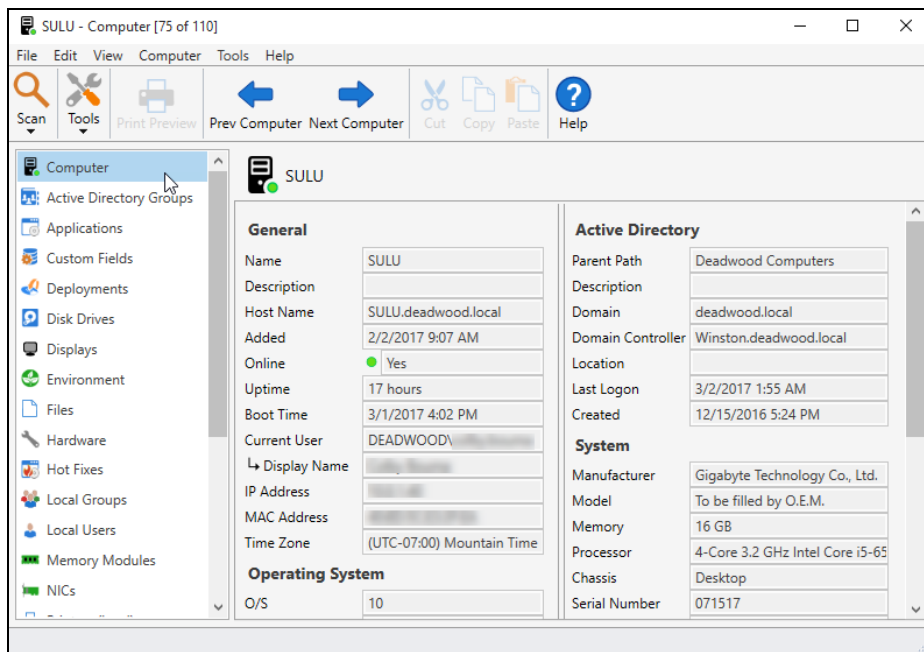 SULU - Computer [75 of 110]
File Edit View Computer Tools Help
Scan Tools Print Preview Prev Computer Next Computer Cut Copy Paste Help
Computer
Active Directory Groups
Applications
Custom Fields
Deployments
Disk Drives
Displays
Environment
Files
Hardware
Hot Fixes
Local Groups
Local Users
Memory Modules
NICs
SULU
General
Name SULU
Description
Host Name SULU.deadwood.local
Added 2/2/2017 9:07 AM
Online Yes
Uptime 17 hours
Boot Time 3/1/2017 4:02 PM
Current User DEADWOOD\
Display Name
IP Address
MAC Address
Time Zone (UTC-07:00) Mountain Time
Operating System
O/S 10
Active Directory
Parent Path Deadwood Computers
Description
Domain deadwood.local
Domain Controller Winston.deadwood.local
Location
Last Logon 3/2/2017 1:55 AM
Created 12/15/2016 5:24 PM
System
Manufacturer Gigabyte Technology Co., Ltd.
Model To be filled by O.E.M.
Memory 16 GB
Processor 4-Core 3.2 GHz Intel Core i5-65
Chassis Desktop
Serial Number 071517